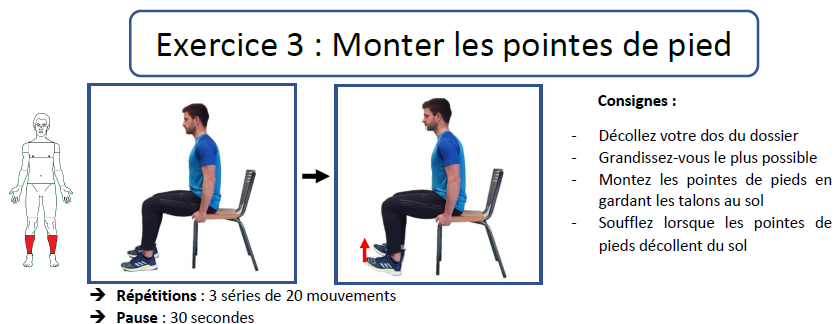 Exercice 3 : Monter les pointes de pied
Consignes :
- Décollez votre dos du dossier
- Grandissez-vous le plus possible
- Montez les pointes de pieds en
gardant les talons au sol
- Soufflez lorsque les pointes de
pieds décollent du sol
➔ Répétitions : 3 séries de 20 mouvements
➔ Pause : 30 secondes